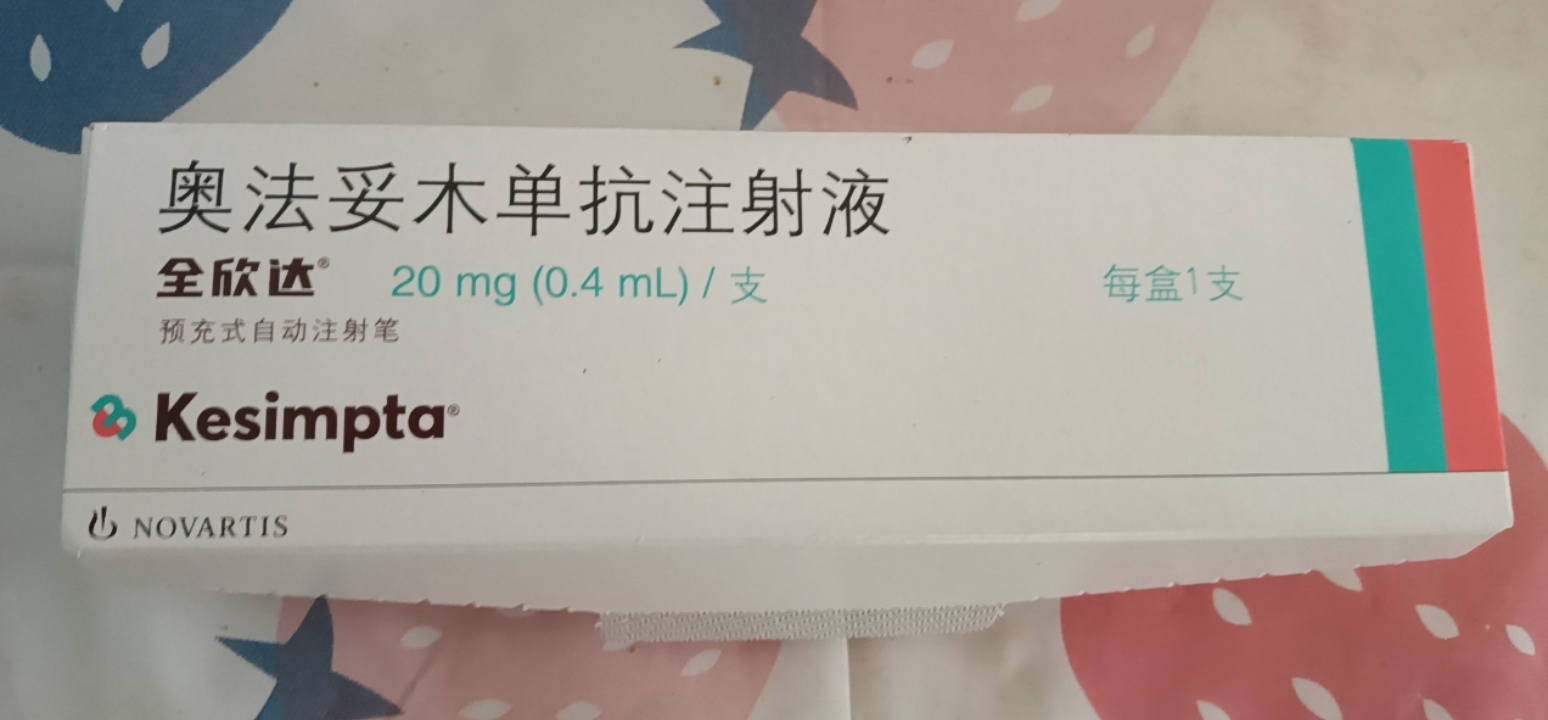 奥法妥木单抗注射液
全欣达® 20 mg (0.4 mL) / 支 每盒1支
预充式自动注射笔
Kesimpta®
NOVARTIS